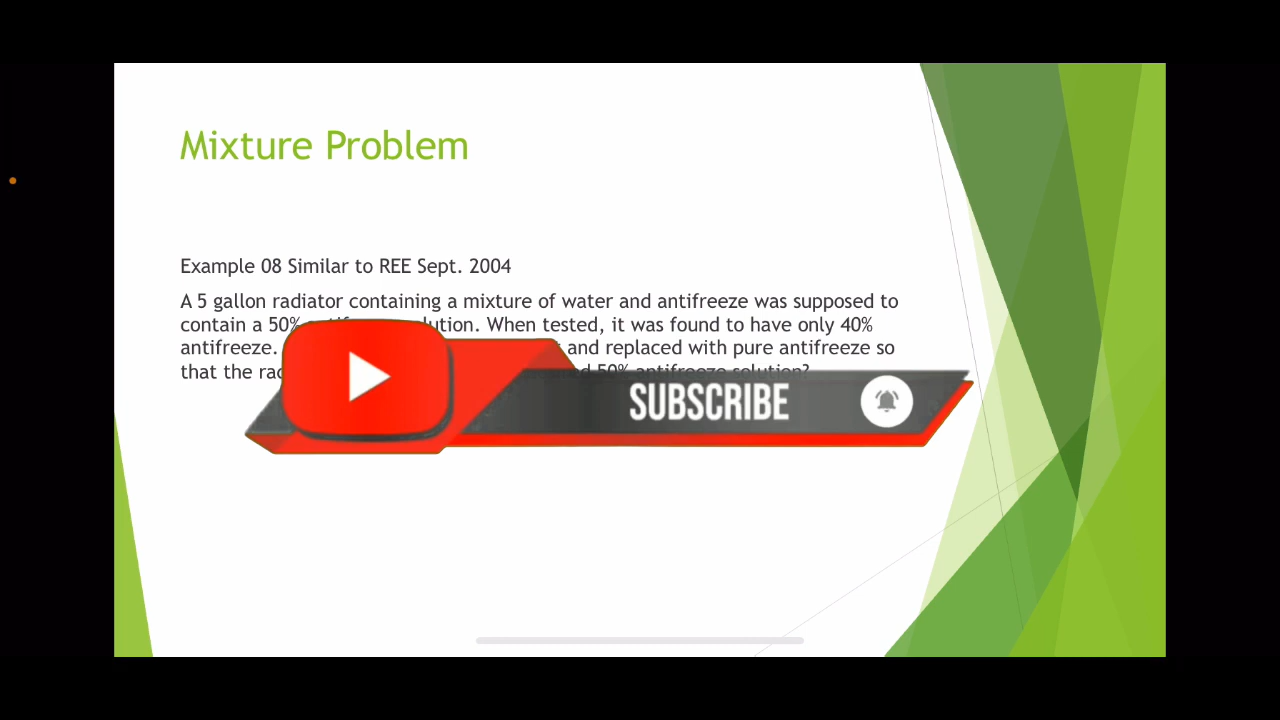 Mixture Problem
Example 08 Similar to REE Sept. 2004
A 5 gallon radiator containing a mixture of water and antifreeze was supposed to
contain a 50% solution. When tested, it was found to have only 40%
antifreeze. and replaced with pure antifreeze so
that the 50% antifreeze solution?
SUBSCRIBE